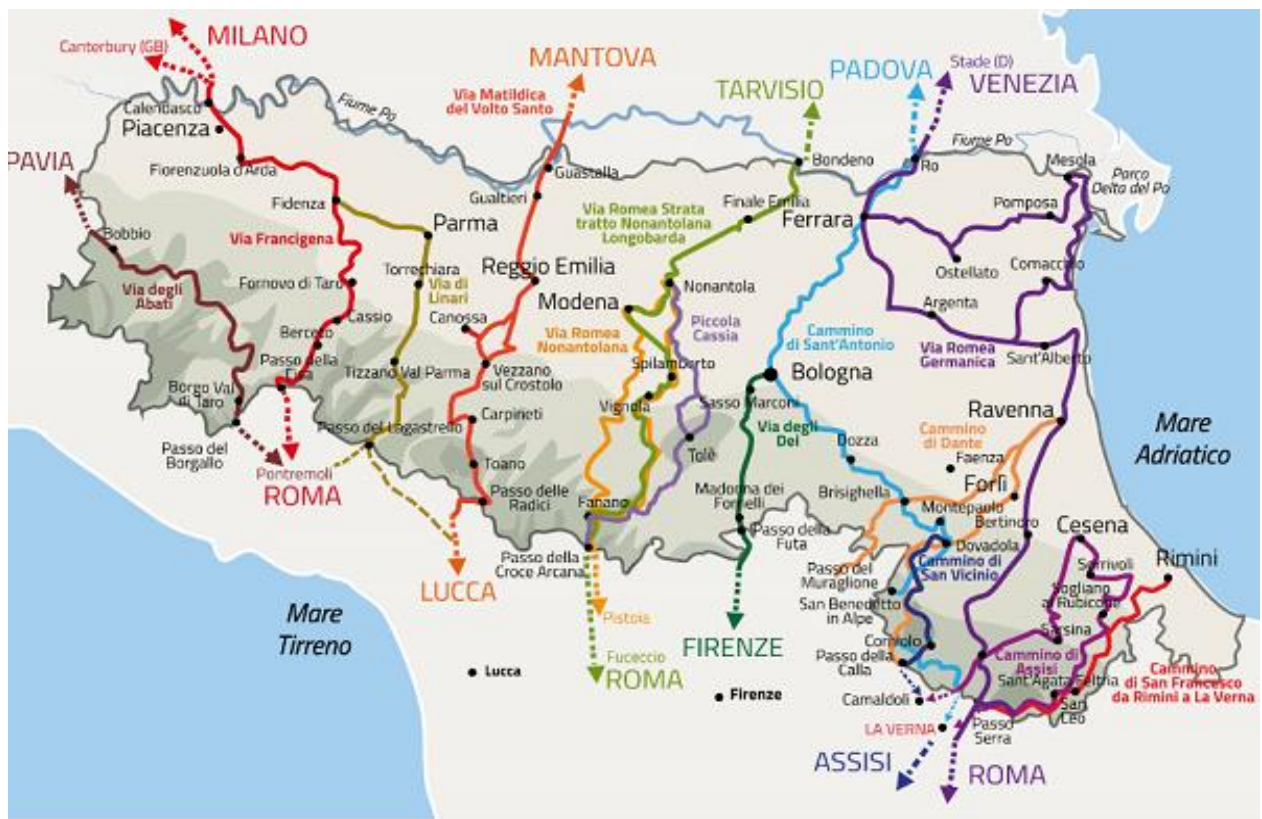 MILANO
Canterbury (GB)
MANTOVA
Stade (D)
PADOVA
VENEZIA
TARVISIO
Via Matildica
del Volto Santo
Fiume Po
Calendasco
Piacenza
Fiume Po
PAVIA
Fiorenzuola d'Arda
Guastalla
Bondeno
Ro
Mesola
Parco
Delta del Po
Gualtieri
Fidenza
Finale Emilia
Pomposa
Via Romea Strata
tratto Nonantolana
Longobarda
Ferrara
Parma
Bobbio
Via Francigena
Torrechiara
Reggio Emilia
Ostellato
Comacchio
Via degli
Abati
Fornovo di Taro
Via di
Linari
Modena
Nonantola
Argenta
Canossa
Cassio
Berceto
Via Romea
Nonantolana
Piccola
Cassia
Cammino
di Sant'Antonio
Via Romea
Germanica
Sant'Alberto
Passo della
Cisa
Tizzano Val Parma
Vezzano
sul Crostolo
Spilamberto
Bologna
Borgo Val
di Taro
Vignola
Sasso Marconi
Carpineti
Passo del Lagastrello
Via degli
Dei
Ravenna
Passo del
Borgallo
Cammino
di Dante
Mare
Adriatico
Dozza
Tolè
Faenza
Pontremoli
ROMA
Toano
Passo delle
Radici
Madonna dei
Fornelli
Brisighella
Forlì
Fanano
Montepaolo
Bertinoro
Cesena
Passo della
Futa
Passo della
Croce Arcana
Dovadola
Rimini
Cammino di
San Vicinio
Passo del
Muraglione
Sorrivoli
Sogliano
al Rubicone
LUCCA
San Benedetto
in Alpe
Pistoia
Mare
Tirreno
Sarsina
FIRENZE
Corniolo
Passo della
Calla
Cammino di
Assisi
Fuceccio
ROMA
Lucca
Sant'Agata Feltria
Cammino
di San Francesco
da Rimini a La Verna
Firenze
Camaldoli
San
Leo
LA VERNA
Passo
Serra
ASSISI
ROMA